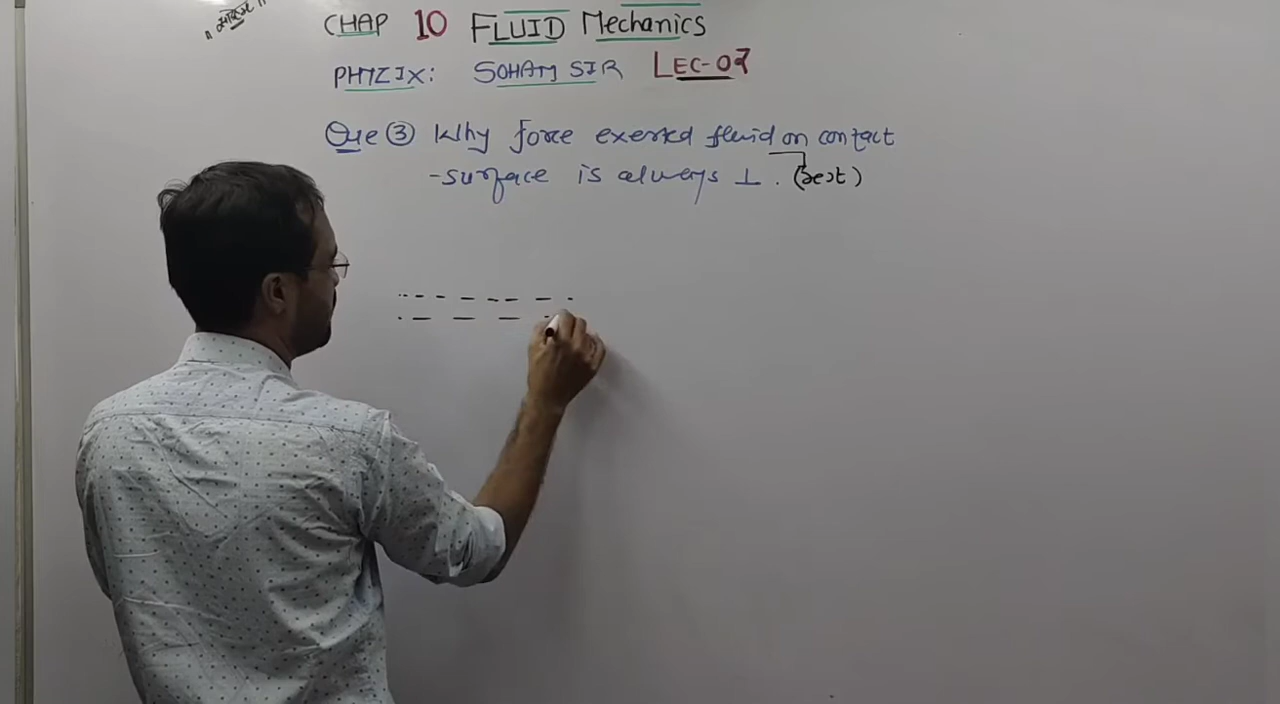 CHAP 10 FLUID Mechanics
PHYZIX: SOHAM SIR LEC-07
Que ③ Why force exerted fluid on contact
-surface is always ⊥. (rest)